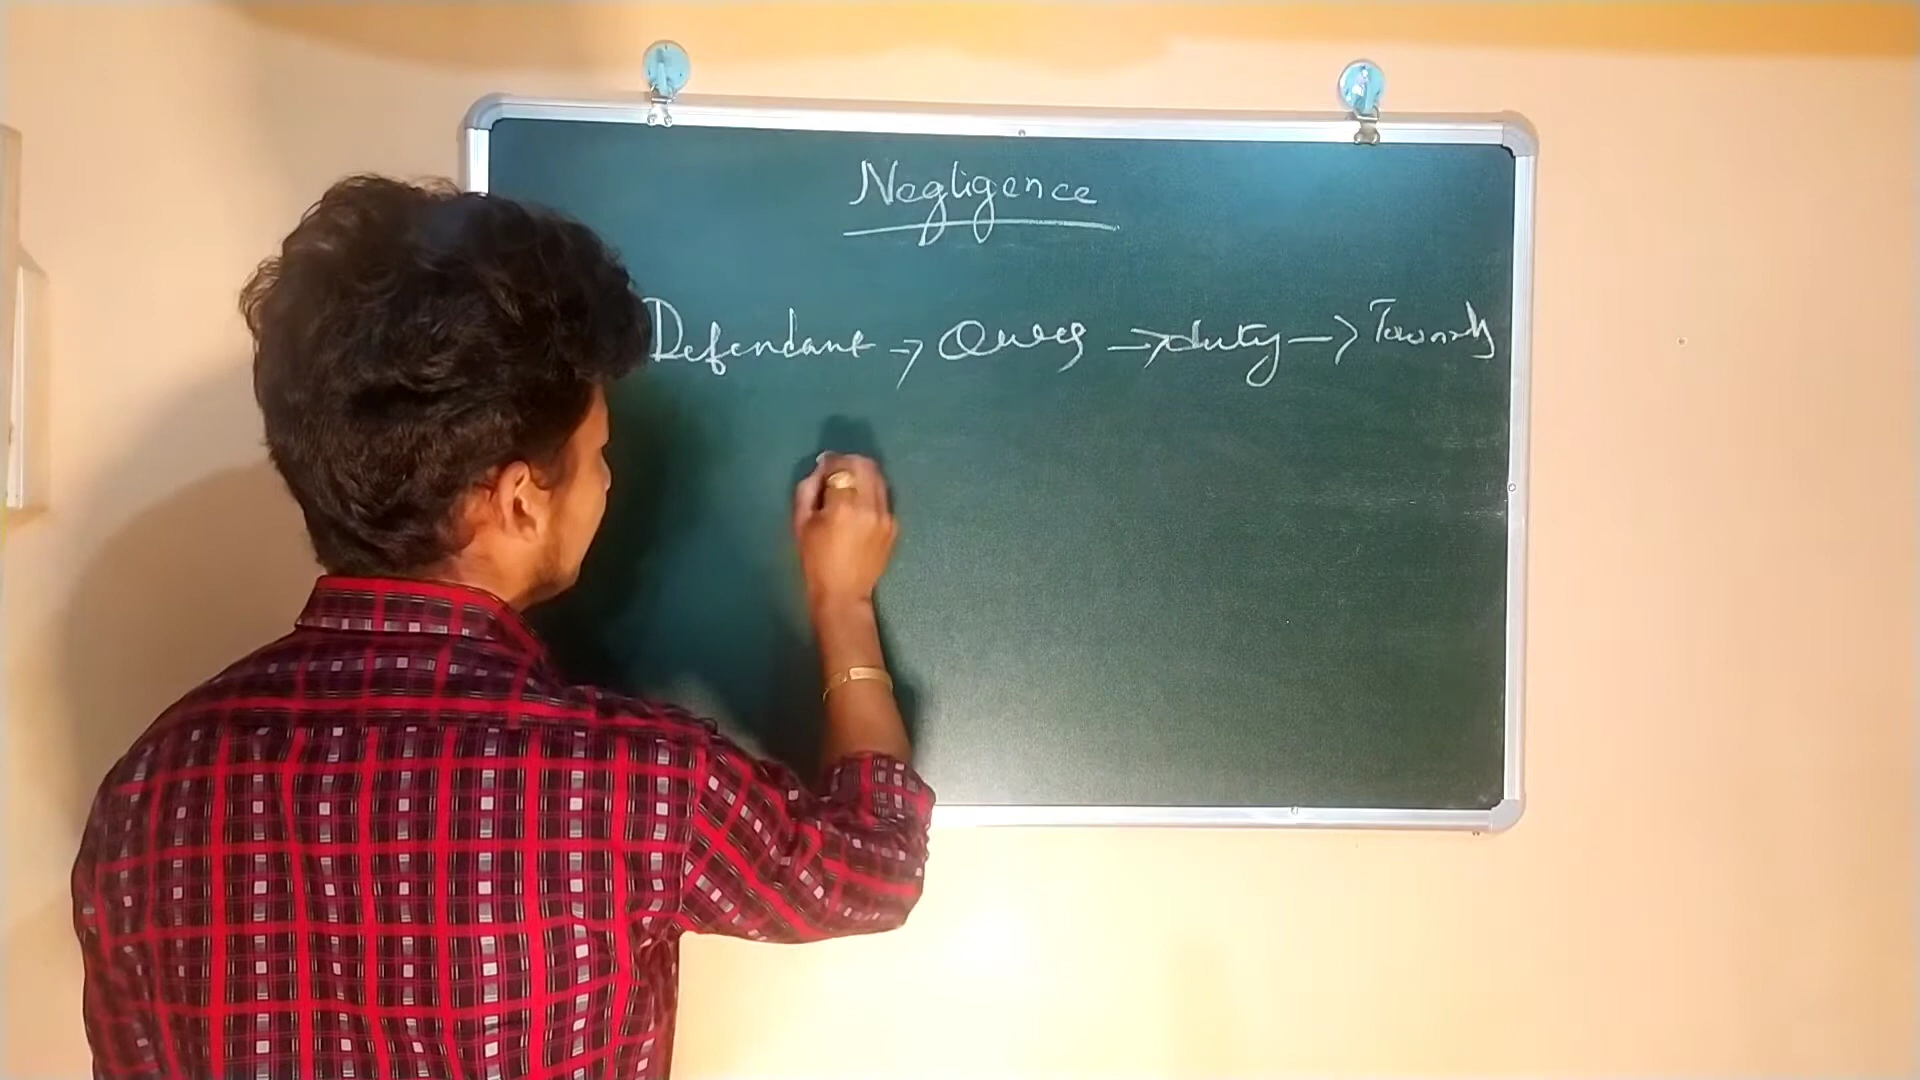 Negligence
Defendant → Owes → duty → Towards